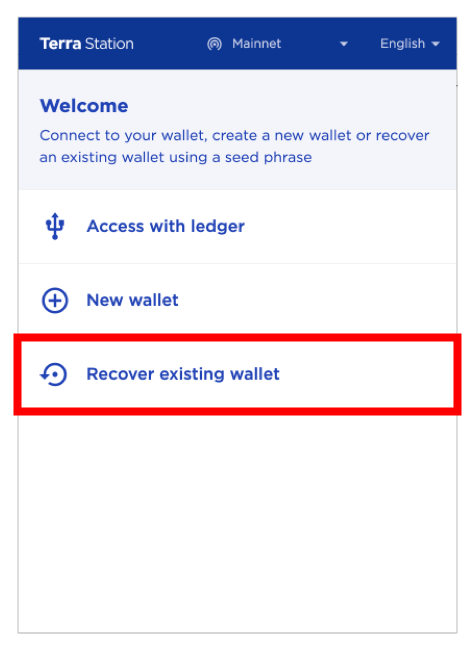 Terra Station
Mainnet
English
Welcome
Connect to your wallet, create a new wallet or recover
an existing wallet using a seed phrase
Access with ledger
New wallet
Recover existing wallet